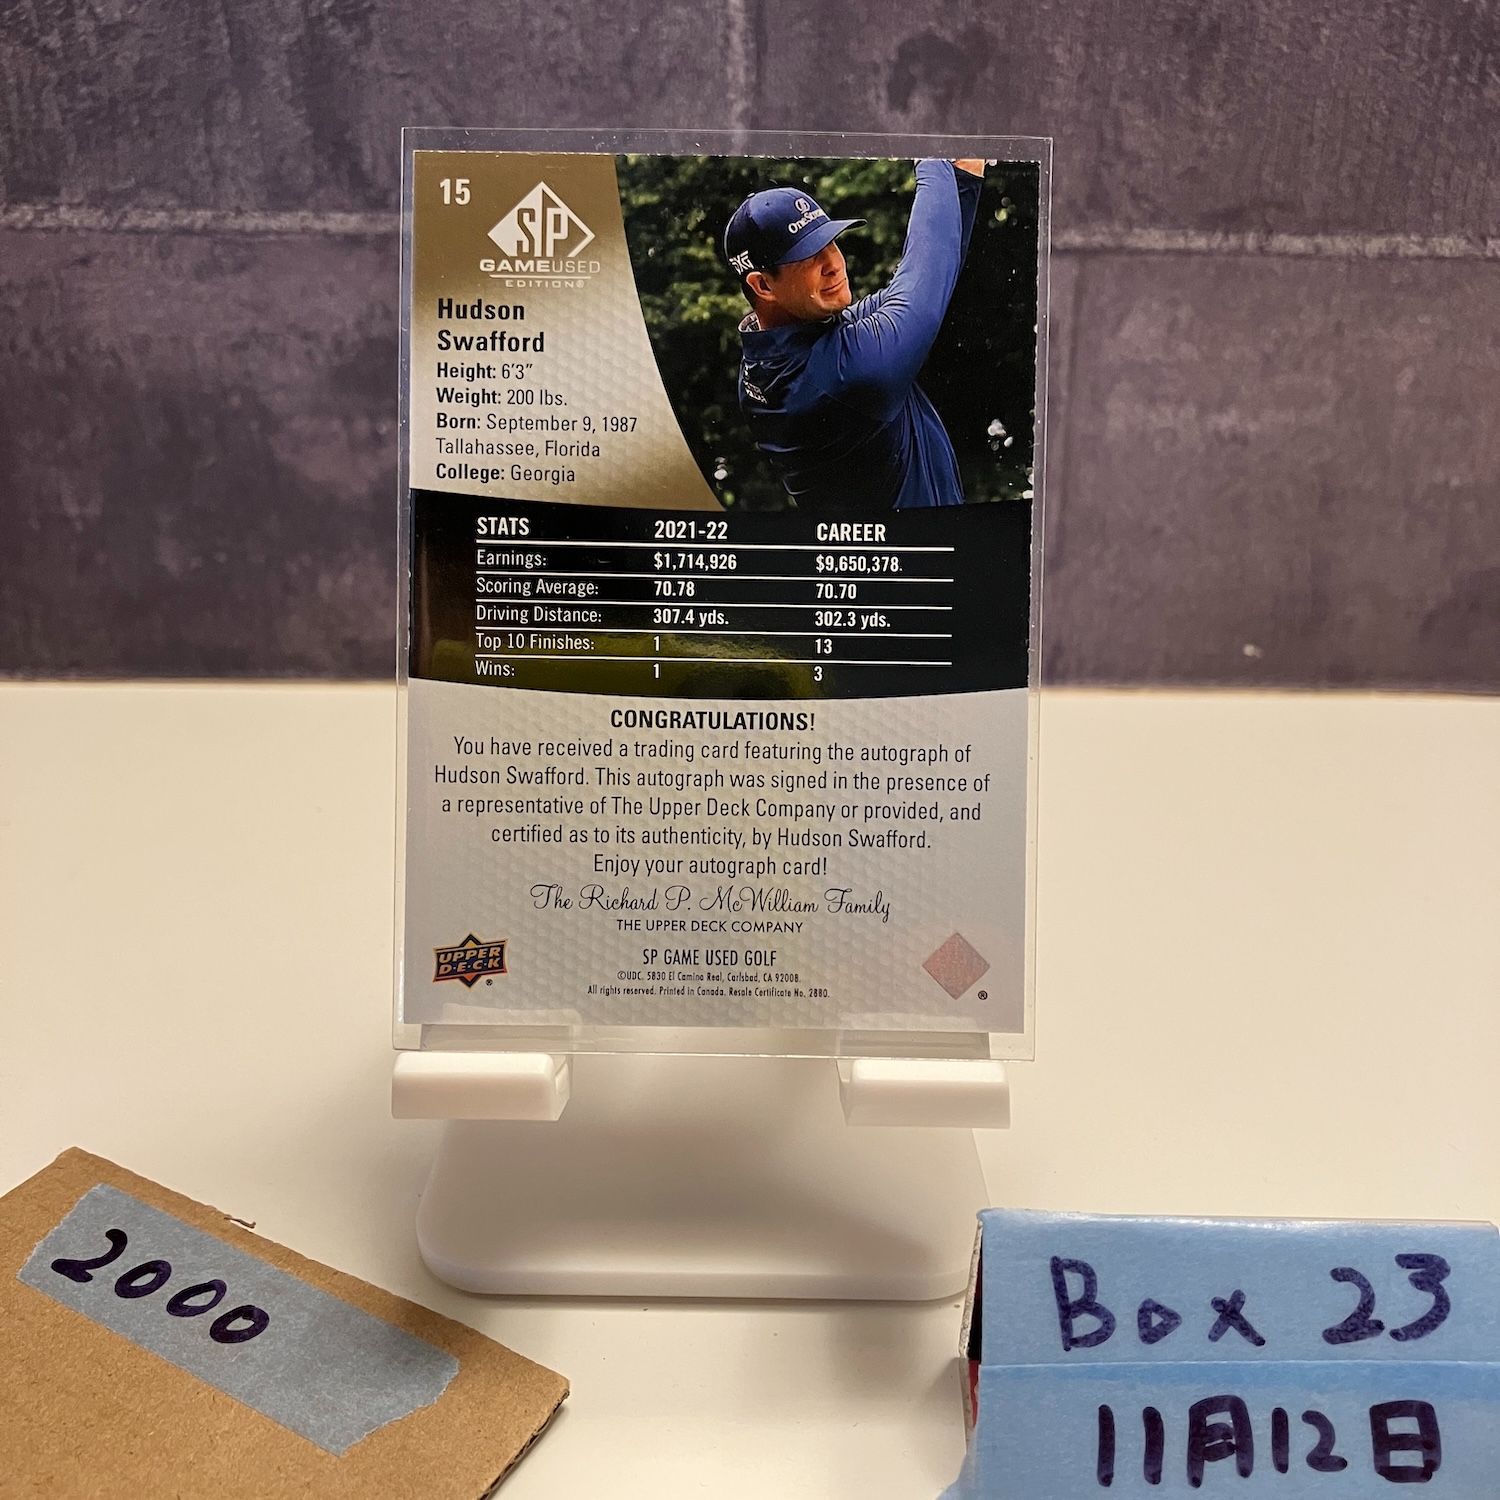 15
SP
GAMEUSED
EDITION®
Hudson
Swafford
Height: 6'3"
Weight: 200 lbs.
Born: September 9, 1987
Tallahassee, Florida
College: Georgia
PXG
STATS 2021-22 CAREER
Earnings: $1,714,926 $9,650,378.
Scoring Average: 70.78 70.70
Driving Distance: 307.4 yds. 302.3 yds.
Top 10 Finishes: 1 13
Wins: 1 3
CONGRATULATIONS!
You have received a trading card featuring the autograph of
Hudson Swafford. This autograph was signed in the presence of
a representative of The Upper Deck Company or provided, and
certified as to its authenticity, by Hudson Swafford.
Enjoy your autograph card!
The Richard P. McWilliam Family
THE UPPER DECK COMPANY
UPPER
D·E·C·K
®
SP GAME USED GOLF
©UDC. 5830 El Camino Real, Carlsbad, CA 92008.
All rights reserved. Printed in Canada. Resale Certificate No. 2880.
®
2000
Box 23
11月12日